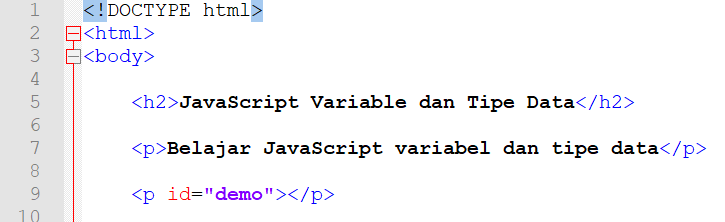 1 <!DOCTYPE html>
2 <html>
3 <body>
4
5 <h2>JavaScript Variable dan Tipe Data</h2>
6
7 <p>Belajar JavaScript variabel dan tipe data</p>
8
9 <p id="demo"></p>
10